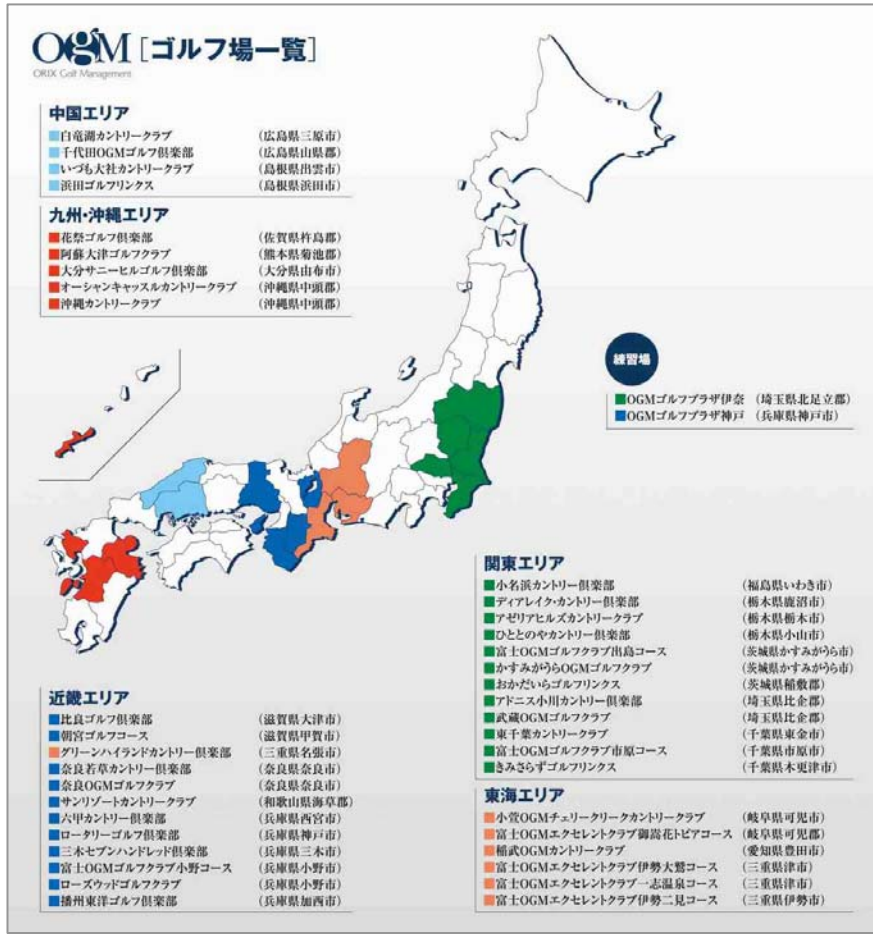 OGM [ゴルフ場一覧]
ORIX Golf Management
中国エリア
■白竜湖カントリークラブ （広島県三原市）
■千代田OGMゴルフ倶楽部 （広島県山県郡）
■いづも大社カントリークラブ （島根県出雲市）
■浜田ゴルフリンクス （島根県浜田市）
九州・沖縄エリア
■花祭ゴルフ倶楽部 （佐賀県杵島郡）
■阿蘇大津ゴルフクラブ （熊本県菊池郡）
■大分サニーヒルゴルフ倶楽部 （大分県由布市）
■オーシャンキャッスルカントリークラブ （沖縄県中頭郡）
■沖縄カントリークラブ （沖縄県中頭郡）
練習場
■OGMゴルフプラザ伊奈 （埼玉県北足立郡）
■OGMゴルフプラザ神戸 （兵庫県神戸市）
関東エリア
■小名浜カントリー倶楽部 （福島県いわき市）
■ディアレイク・カントリー倶楽部 （栃木県鹿沼市）
■アゼリアヒルズカントリークラブ （栃木県栃木市）
■ひととのやカントリー倶楽部 （栃木県小山市）
■富士OGMゴルフクラブ出島コース （茨城県かすみがうら市）
■かすみがうらOGMゴルフクラブ （茨城県かすみがうら市）
■おかだいらゴルフリンクス （茨城県稲敷郡）
■アドニス小川カントリー倶楽部 （埼玉県比企郡）
■武蔵OGMゴルフクラブ （埼玉県比企郡）
■東千葉カントリークラブ （千葉県東金市）
■富士OGMゴルフクラブ市原コース （千葉県市原市）
■きみさらずゴルフリンクス （千葉県木更津市）
近畿エリア
■比良ゴルフ倶楽部 （滋賀県大津市）
■朝宮ゴルフコース （滋賀県甲賀市）
■グリーンハイランドカントリー倶楽部 （三重県名張市）
■奈良若草カントリー倶楽部 （奈良県奈良市）
■奈良OGMゴルフクラブ （奈良県奈良市）
■サンリゾートカントリークラブ （和歌山県海草郡）
■六甲カントリー倶楽部 （兵庫県西宮市）
■ロータリーゴルフ倶楽部 （兵庫県神戸市）
■三木セブンハンドレッド倶楽部 （兵庫県三木市）
■富士OGMゴルフクラブ小野コース （兵庫県小野市）
■ローズウッドゴルフクラブ （兵庫県小野市）
■播州東洋ゴルフ倶楽部 （兵庫県加西市）
東海エリア
■小萱OGMチェリークリークカントリークラブ （岐阜県可児市）
■富士OGMエクセレントクラブ御嵩花トピアコース （岐阜県可児郡）
■稲武OGMカントリークラブ （愛知県豊田市）
■富士OGMエクセレントクラブ伊勢大鷲コース （三重県津市）
■富士OGMエクセレントクラブ一志温泉コース （三重県津市）
■富士OGMエクセレントクラブ伊勢二見コース （三重県伊勢市）